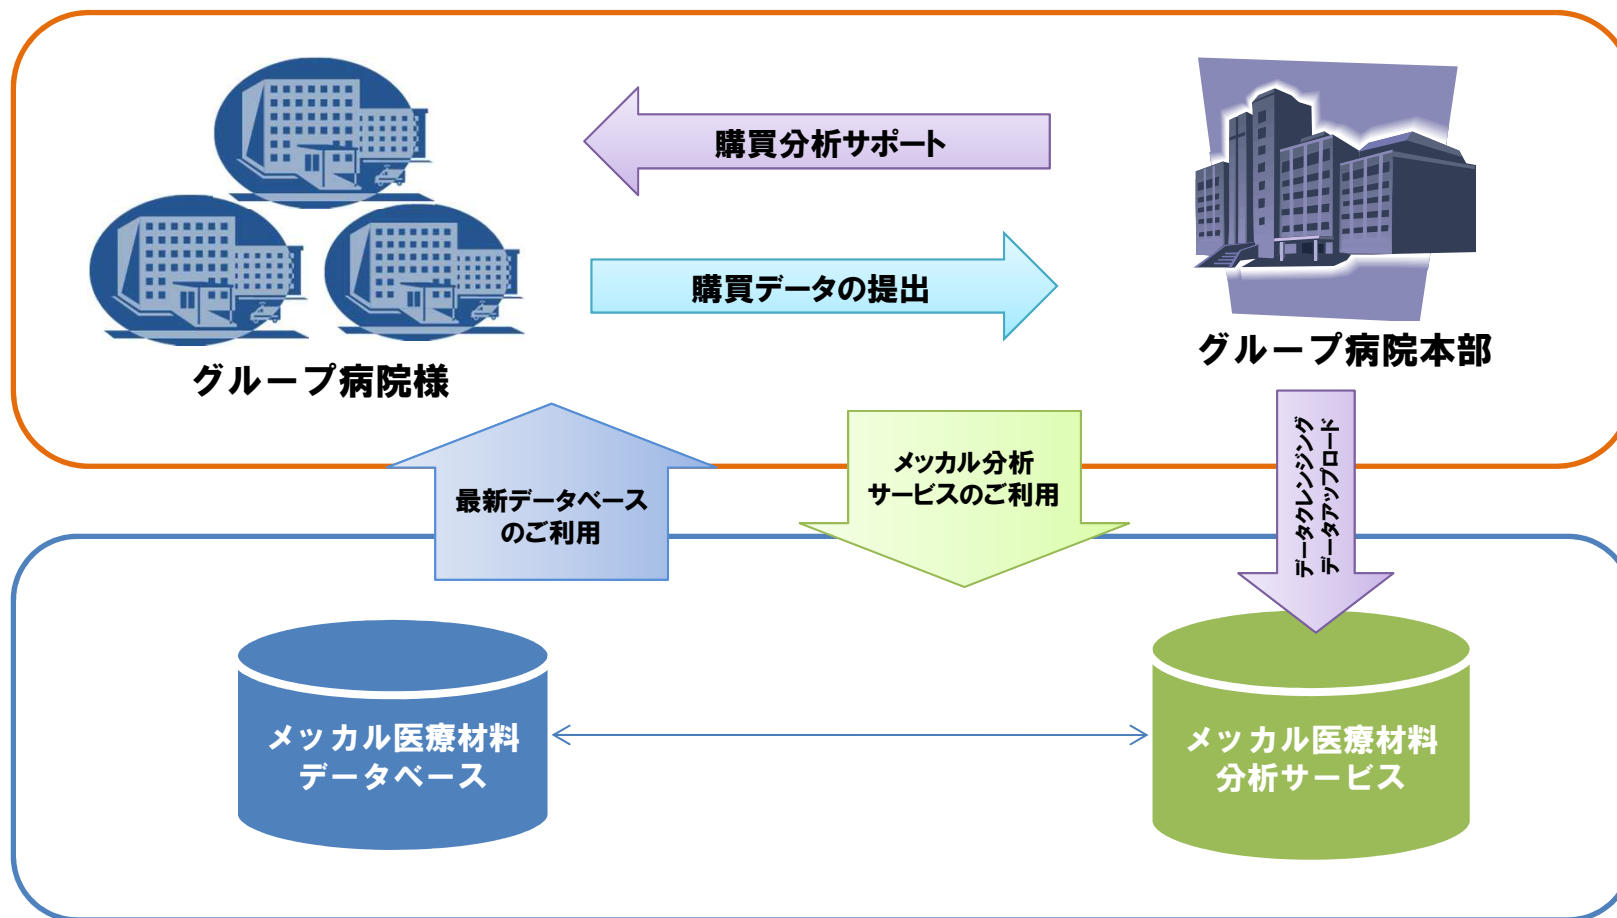 購買分析サポート
購買データの提出
グループ病院様
グループ病院本部
最新データベース
のご利用
メッカル分析
サービスのご利用
データクレンジング
データアップロード
メッカル医療材料
データベース
メッカル医療材料
分析サービス